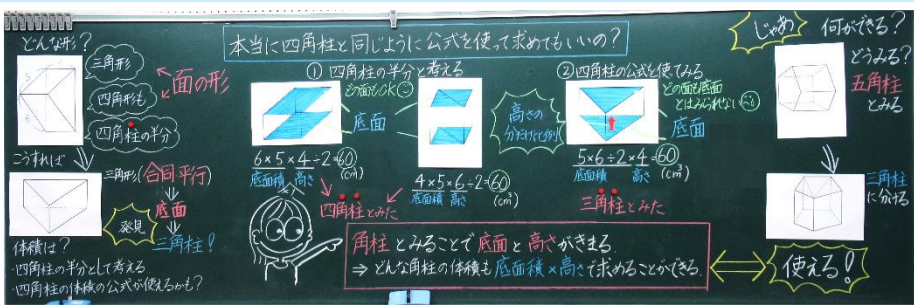 どんな形?
三角形
四角形も
四角柱の半分
面の形
こうすれば
三角形(合同 平行)
底面
三角柱!
発見
体積は?
・四角柱の半分として考える
・四角柱の体積の公式が使えるかも?
本当に四角柱と同じように公式を使って求めてもいいの?
① 四角柱の半分と考える
どの面もOK
底面
6×5×4÷2=60
底面積 高さ (cm³)
4×5×6÷2=60
底面積 高さ (cm³)
四角柱とみた
高さの
分だけ
② 四角柱の公式を使ってみる
どの面も底面
とはみられない
底面
5×6÷2×4=60
底面積 高さ (cm³)
三角柱とみた
角柱とみることで底面と高さがきまる。
⇒ どんな角柱の体積も底面積×高さで求めることができる。
じゃあ 何ができる?
どうみる?
五角柱
とみる
三角柱
に分ける
使える!